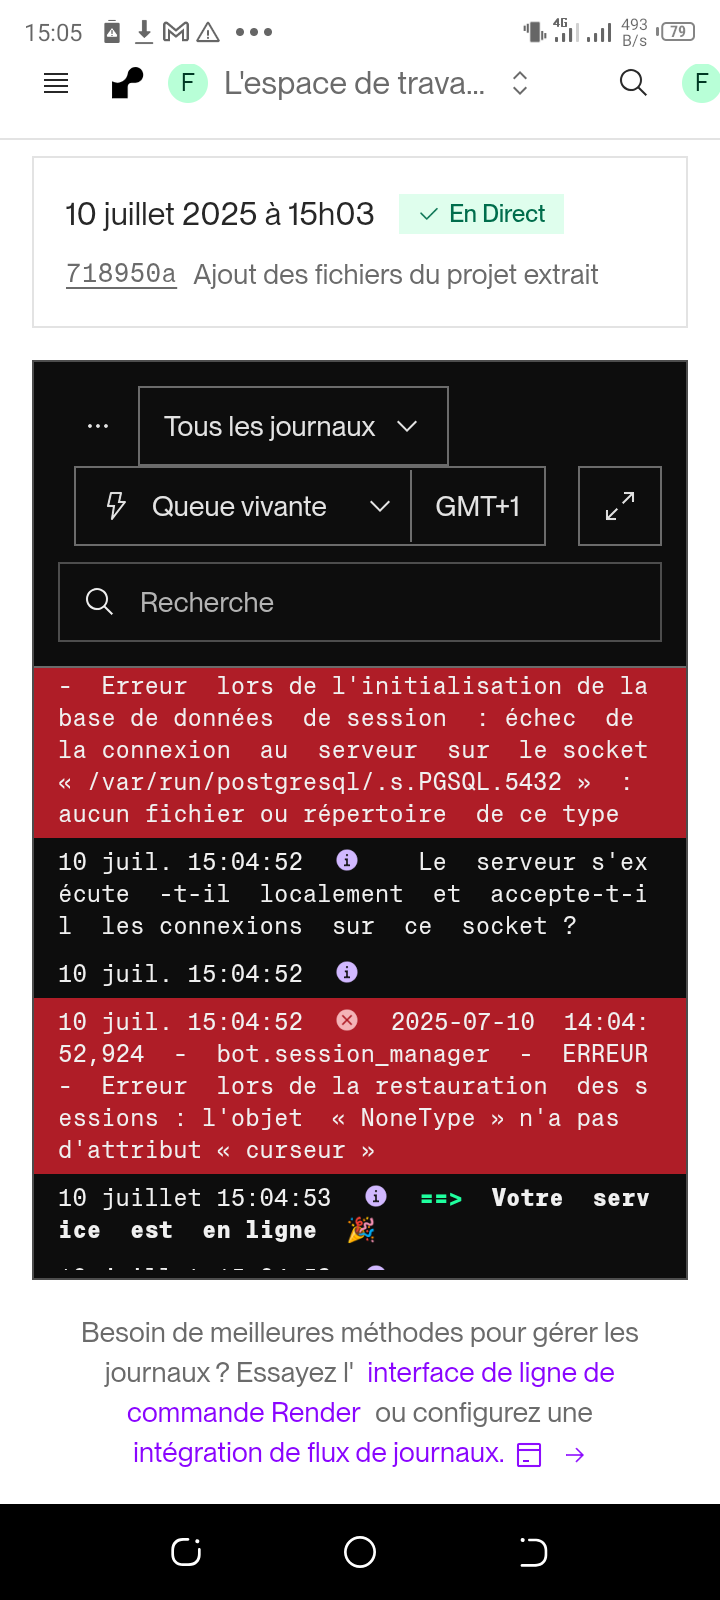 15:05
4G
493
B/s
79
F
L'espace de trava...
F
10 juillet 2025 à 15h03
En Direct
718950a Ajout des fichiers du projet extrait
Tous les journaux
Queue vivante
GMT+1
Recherche
- Erreur lors de l'initialisation de la
base de données de session : échec de
la connexion au serveur sur le socket
« /var/run/postgresql/.s.PGSQL.5432 » :
aucun fichier ou répertoire de ce type
10 juil. 15:04:52 Le serveur s'ex
écute -t-il localement et accepte-t-i
l les connexions sur ce socket ?
10 juil. 15:04:52
10 juil. 15:04:52 2025-07-10 14:04:
52,924 - bot.session_manager - ERREUR
- Erreur lors de la restauration des s
essions : l'objet « NoneType » n'a pas
d'attribut « curseur »
10 juillet 15:04:53 ==> Votre serv
ice est en ligne 🎉
Besoin de meilleures méthodes pour gérer les
journaux ? Essayez l' interface de ligne de
commande Render ou configurez une
intégration de flux de journaux. →